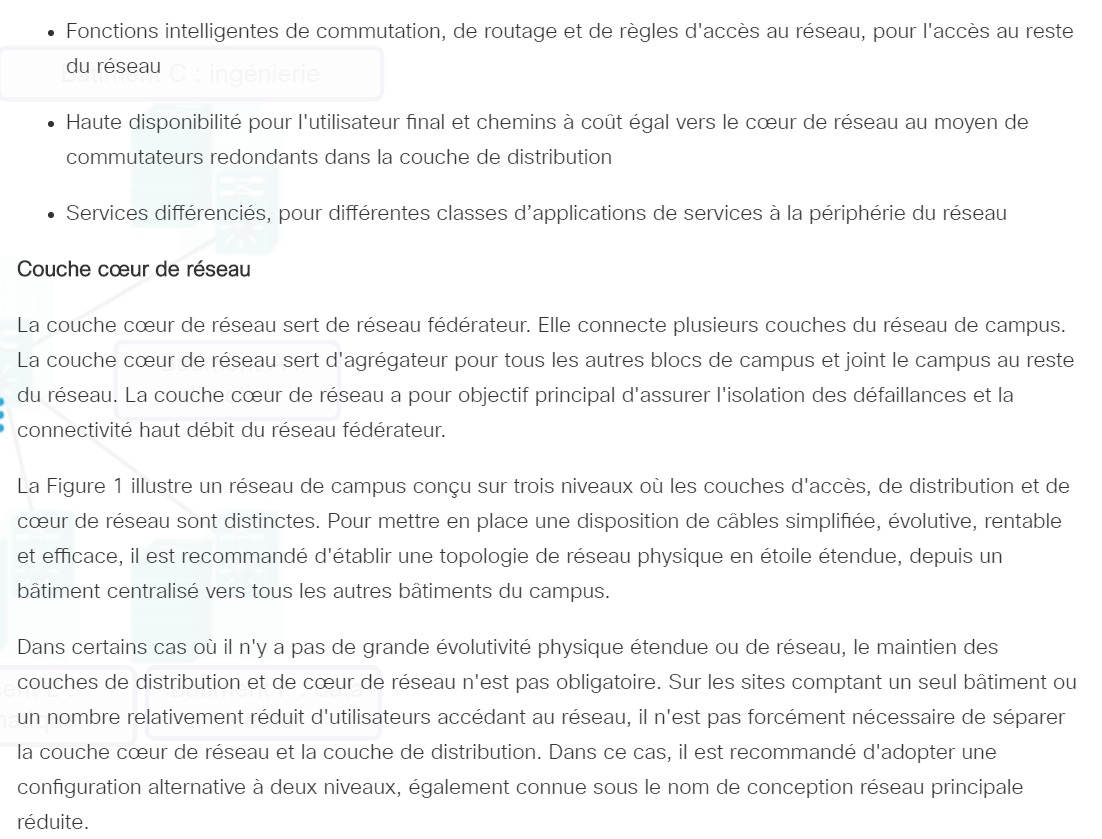 • Fonctions intelligentes de commutation, de routage et de règles d'accès au réseau, pour l'accès au reste
du réseau
Bâtiment C : ingénierie
• Haute disponibilité pour l'utilisateur final et chemins à coût égal vers le cœur de réseau au moyen de
commutateurs redondants dans la couche de distribution
• Services différenciés, pour différentes classes d’applications de services à la périphérie du réseau
Couche cœur de réseau
La couche cœur de réseau sert de réseau fédérateur. Elle connecte plusieurs couches du réseau de campus.
La couche cœur de réseau sert d'agrégateur pour tous les autres blocs de campus et joint le campus au reste
du réseau. La couche cœur de réseau a pour objectif principal d'assurer l'isolation des défaillances et la
connectivité haut débit du réseau fédérateur.
La Figure 1 illustre un réseau de campus conçu sur trois niveaux où les couches d'accès, de distribution et de
cœur de réseau sont distinctes. Pour mettre en place une disposition de câbles simplifiée, évolutive, rentable
et efficace, il est recommandé d'établir une topologie de réseau physique en étoile étendue, depuis un
bâtiment centralisé vers tous les autres bâtiments du campus.
Dans certains cas où il n'y a pas de grande évolutivité physique étendue ou de réseau, le maintien des
couches de distribution et de cœur de réseau n'est pas obligatoire. Sur les sites comptant un seul bâtiment ou
un nombre relativement réduit d'utilisateurs accédant au réseau, il n'est pas forcément nécessaire de séparer
la couche cœur de réseau et la couche de distribution. Dans ce cas, il est recommandé d'adopter une
configuration alternative à deux niveaux, également connue sous le nom de conception réseau principale
réduite.